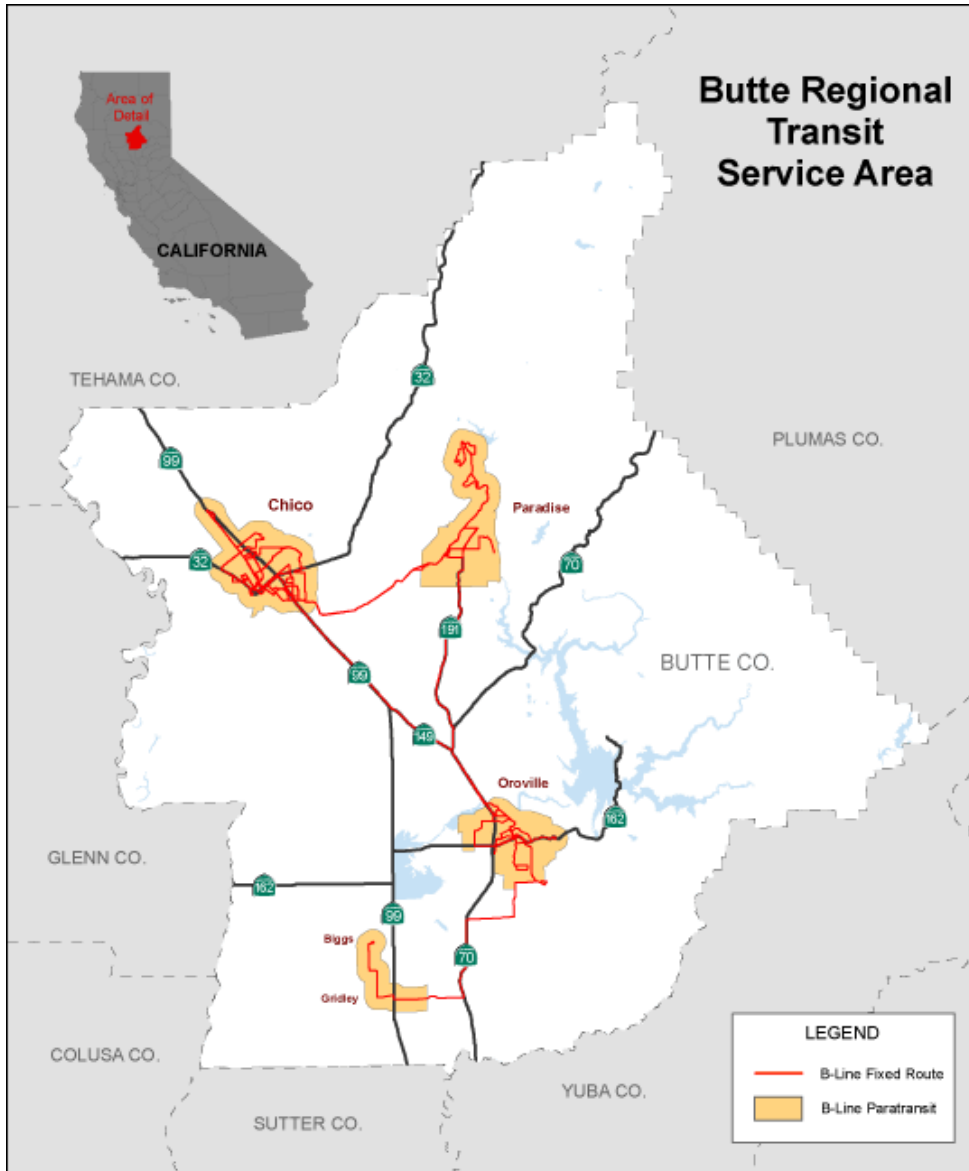 Butte Regional
Transit
Service Area
Area of
Detail
CALIFORNIA
TEHAMA CO.
32
PLUMAS CO.
99
Chico
Paradise
32
70
191
BUTTE CO.
99
149
Oroville
162
GLENN CO.
162
99
Biggs
70
Gridley
COLUSA CO.
SUTTER CO.
YUBA CO.
LEGEND
B-Line Fixed Route
B-Line Paratransit